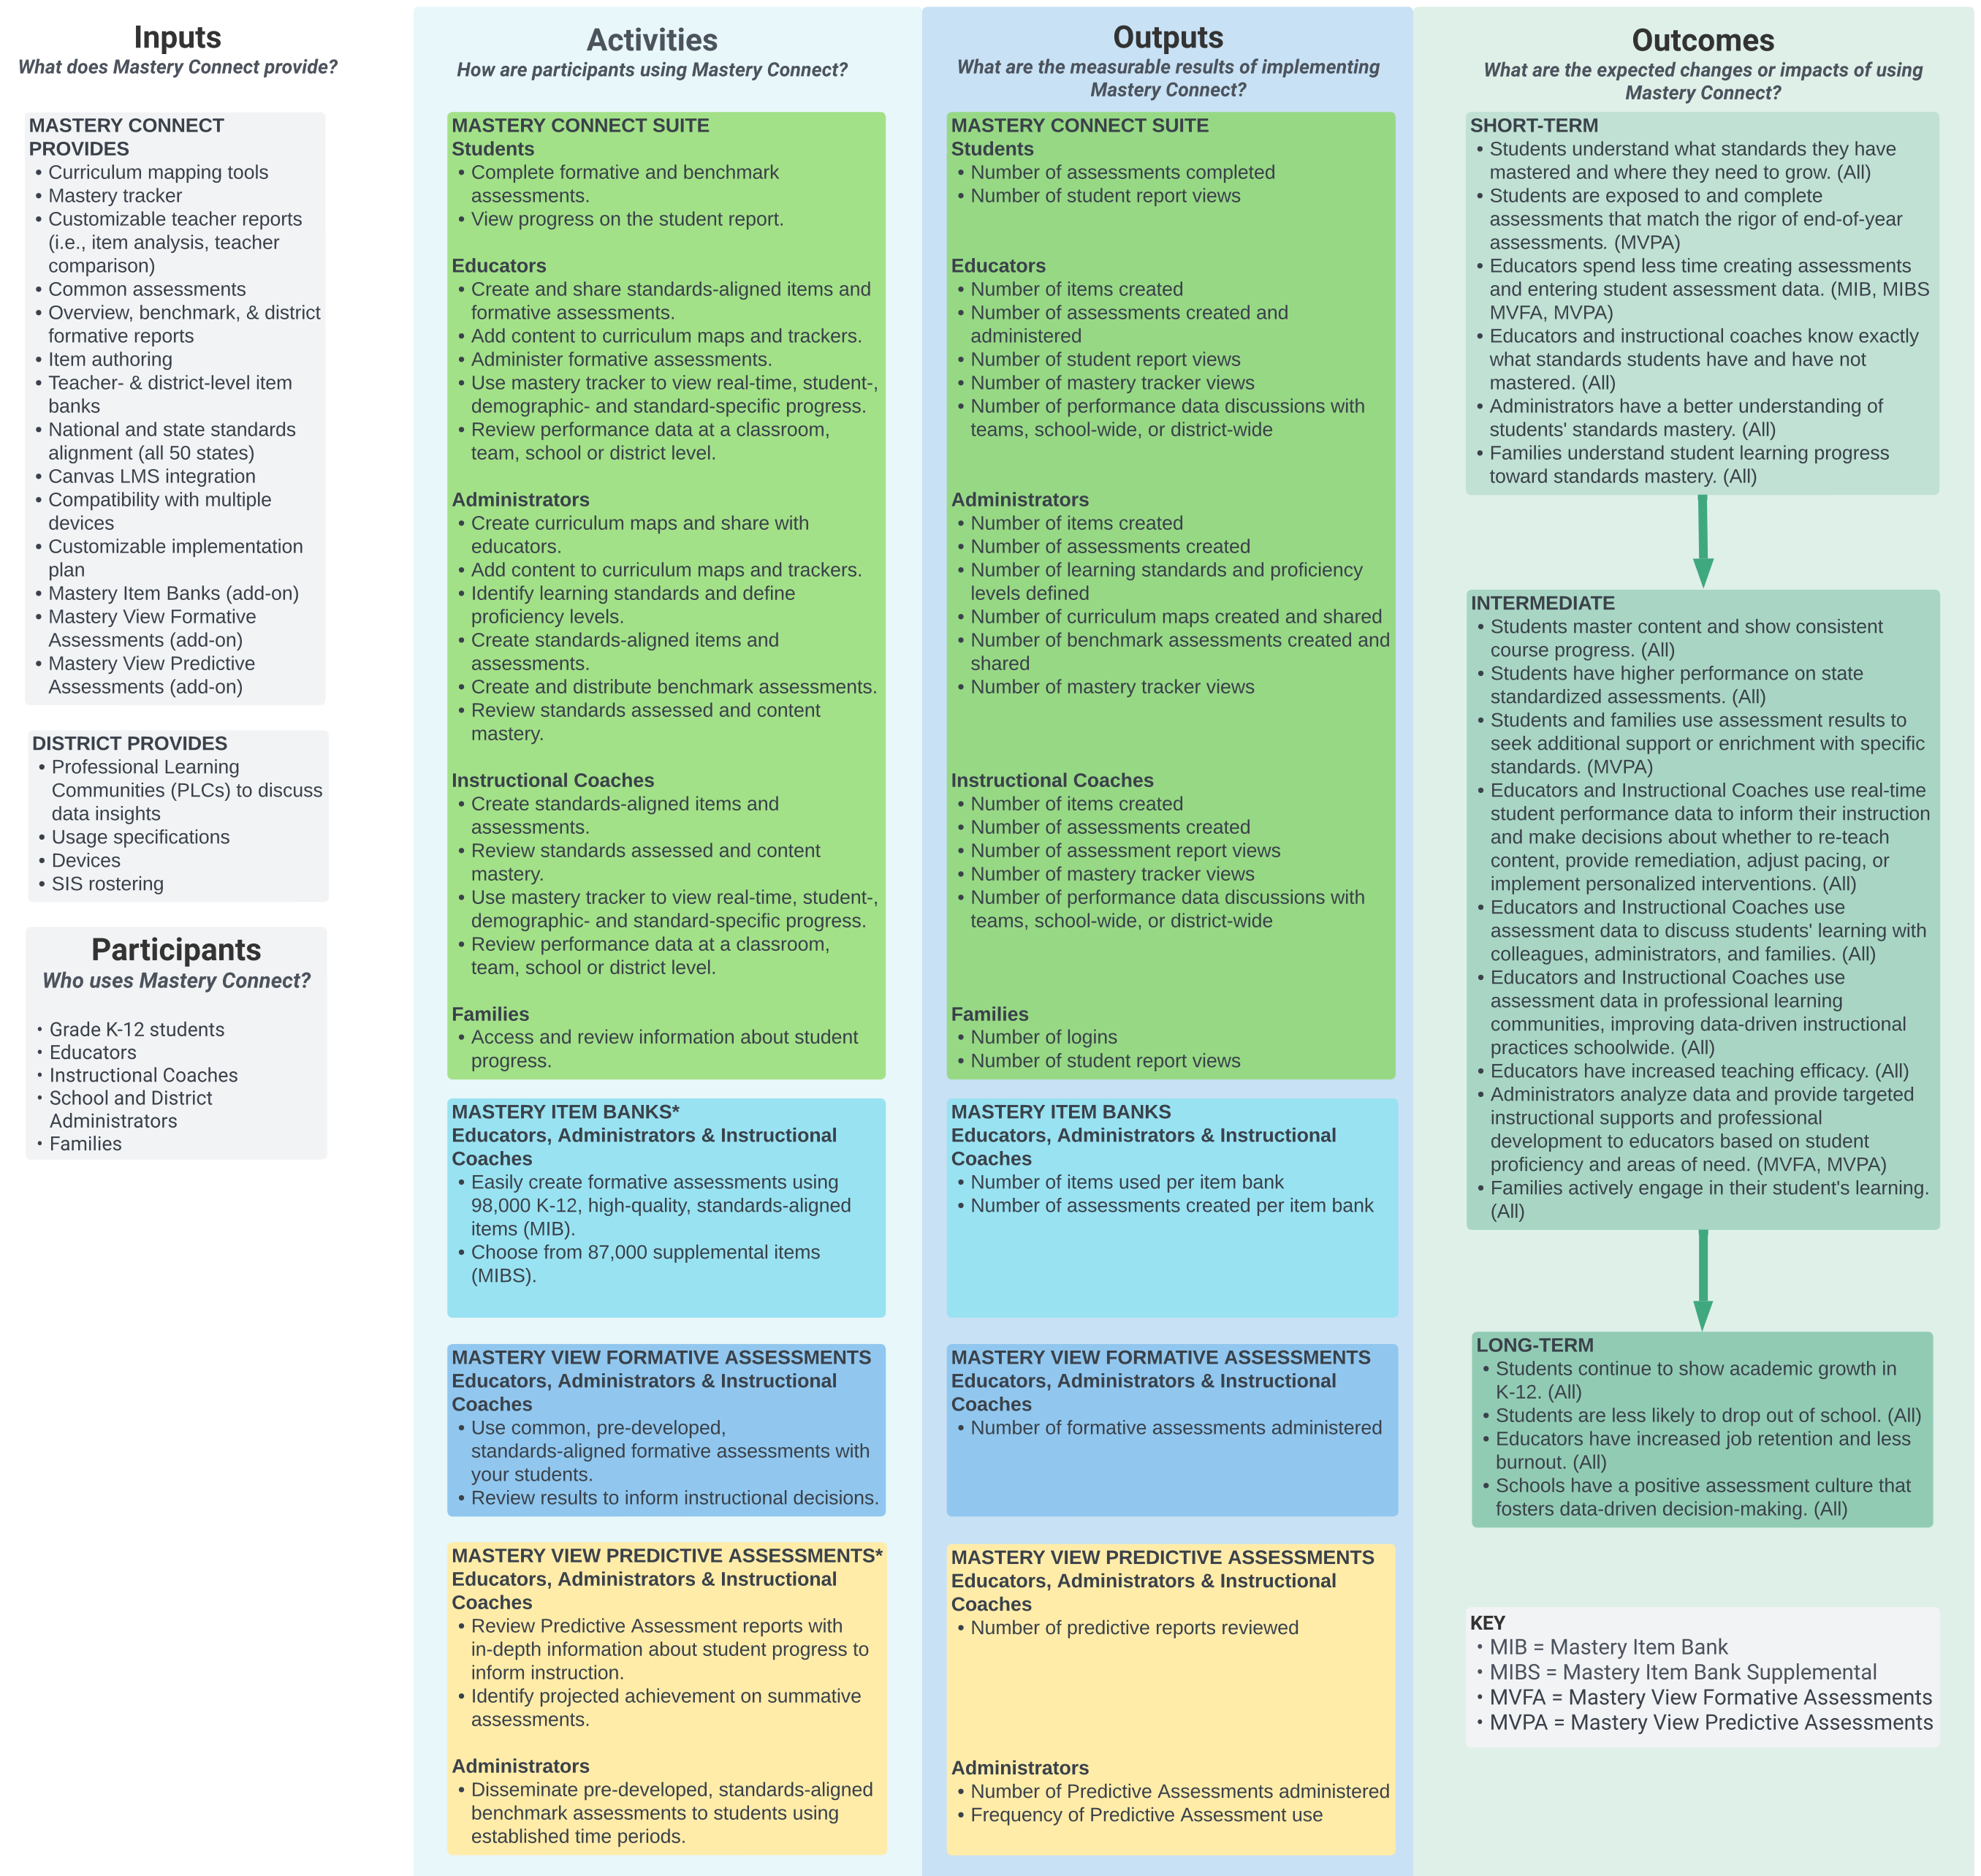 Inputs
What does Mastery Connect provide?
MASTERY CONNECT
PROVIDES
• Curriculum mapping tools
• Mastery tracker
• Customizable teacher reports
(i.e., item analysis, teacher
comparison)
• Common assessments
• Overview, benchmark, & district
formative reports
• Item authoring
• Teacher- & district-level item
banks
• National and state standards
alignment (all 50 states)
• Canvas LMS integration
• Compatibility with multiple
devices
• Customizable implementation
plan
• Mastery Item Banks (add-on)
• Mastery View Formative
Assessments (add-on)
• Mastery View Predictive
Assessments (add-on)
DISTRICT PROVIDES
• Professional Learning
Communities (PLCs) to discuss
data insights
• Usage specifications
• Devices
• SIS rostering
Participants
Who uses Mastery Connect?
• Grade K-12 students
• Educators
• Instructional Coaches
• School and District
Administrators
• Families
Activities
How are participants using Mastery Connect?
MASTERY CONNECT SUITE
Students
• Complete formative and benchmark
assessments.
• View progress on the student report.
Educators
• Create and share standards-aligned items and
formative assessments.
• Add content to curriculum maps and trackers.
• Administer formative assessments.
• Use mastery tracker to view real-time, student-,
demographic- and standard-specific progress.
• Review performance data at a classroom,
team, school or district level.
Administrators
• Create curriculum maps and share with
educators.
• Add content to curriculum maps and trackers.
• Identify learning standards and define
proficiency levels.
• Create standards-aligned items and
assessments.
• Create and distribute benchmark assessments.
• Review standards assessed and content
mastery.
Instructional Coaches
• Create standards-aligned items and
assessments.
• Review standards assessed and content
mastery.
• Use mastery tracker to view real-time, student-,
demographic- and standard-specific progress.
• Review performance data at a classroom,
team, school or district level.
Families
• Access and review information about student
progress.
MASTERY ITEM BANKS*
Educators, Administrators & Instructional
Coaches
• Easily create formative assessments using
98,000 K-12, high-quality, standards-aligned
items (MIB).
• Choose from 87,000 supplemental items
(MIBS).
MASTERY VIEW FORMATIVE ASSESSMENTS
Educators, Administrators & Instructional
Coaches
• Use common, pre-developed,
standards-aligned formative assessments with
your students.
• Review results to inform instructional decisions.
MASTERY VIEW PREDICTIVE ASSESSMENTS*
Educators, Administrators & Instructional
Coaches
• Review Predictive Assessment reports with
in-depth information about student progress to
inform instruction.
• Identify projected achievement on summative
assessments.
Administrators
• Disseminate pre-developed, standards-aligned
benchmark assessments to students using
established time periods.
Outputs
What are the measurable results of implementing
Mastery Connect?
MASTERY CONNECT SUITE
Students
• Number of assessments completed
• Number of student report views
Educators
• Number of items created
• Number of assessments created and
administered
• Number of student report views
• Number of mastery tracker views
• Number of performance data discussions with
teams, school-wide, or district-wide
Administrators
• Number of items created
• Number of assessments created
• Number of learning standards and proficiency
levels defined
• Number of curriculum maps created and shared
• Number of benchmark assessments created and
shared
• Number of mastery tracker views
Instructional Coaches
• Number of items created
• Number of assessments created
• Number of assessment report views
• Number of mastery tracker views
• Number of performance data discussions with
teams, school-wide, or district-wide
Families
• Number of logins
• Number of student report views
MASTERY ITEM BANKS
Educators, Administrators & Instructional
Coaches
• Number of items used per item bank
• Number of assessments created per item bank
MASTERY VIEW FORMATIVE ASSESSMENTS
Educators, Administrators & Instructional
Coaches
• Number of formative assessments administered
MASTERY VIEW PREDICTIVE ASSESSMENTS
Educators, Administrators & Instructional
Coaches
• Number of predictive reports reviewed
Administrators
• Number of Predictive Assessments administered
• Frequency of Predictive Assessment use
Outcomes
What are the expected changes or impacts of using
Mastery Connect?
SHORT-TERM
• Students understand what standards they have
mastered and where they need to grow. (All)
• Students are exposed to and complete
assessments that match the rigor of end-of-year
assessments. (MVPA)
• Educators spend less time creating assessments
and entering student assessment data. (MIB, MIBS
MVFA, MVPA)
• Educators and instructional coaches know exactly
what standards students have and have not
mastered. (All)
• Administrators have a better understanding of
students' standards mastery. (All)
• Families understand student learning progress
toward standards mastery. (All)
INTERMEDIATE
• Students master content and show consistent
course progress. (All)
• Students have higher performance on state
standardized assessments. (All)
• Students and families use assessment results to
seek additional support or enrichment with specific
standards. (MVPA)
• Educators and Instructional Coaches use real-time
student performance data to inform their instruction
and make decisions about whether to re-teach
content, provide remediation, adjust pacing, or
implement personalized interventions. (All)
• Educators and Instructional Coaches use
assessment data to discuss students' learning with
colleagues, administrators, and families. (All)
• Educators and Instructional Coaches use
assessment data in professional learning
communities, improving data-driven instructional
practices schoolwide. (All)
• Educators have increased teaching efficacy. (All)
• Administrators analyze data and provide targeted
instructional supports and professional
development to educators based on student
proficiency and areas of need. (MVFA, MVPA)
• Families actively engage in their student's learning.
(All)
LONG-TERM
• Students continue to show academic growth in
K-12. (All)
• Students are less likely to drop out of school. (All)
• Educators have increased job retention and less
burnout. (All)
• Schools have a positive assessment culture that
fosters data-driven decision-making. (All)
KEY
• MIB = Mastery Item Bank
• MIBS = Mastery Item Bank Supplemental
• MVFA = Mastery View Formative Assessments
• MVPA = Mastery View Predictive Assessments